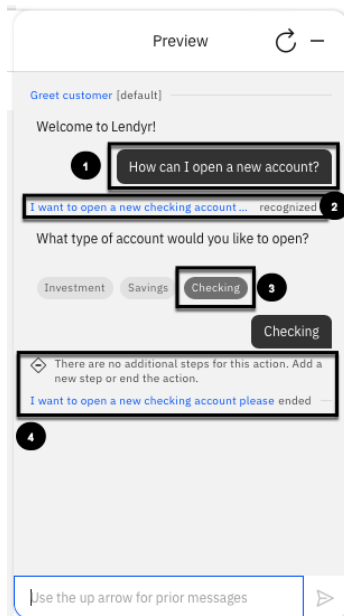 Preview
Greet customer [default]
Welcome to Lendyr!
1
How can I open a new account?
I want to open a new checking account ... recognized
2
What type of account would you like to open?
Investment Savings Checking
3
Checking
There are no additional steps for this action. Add a
new step or end the action.
I want to open a new checking account please ended
4
Use the up arrow for prior messages